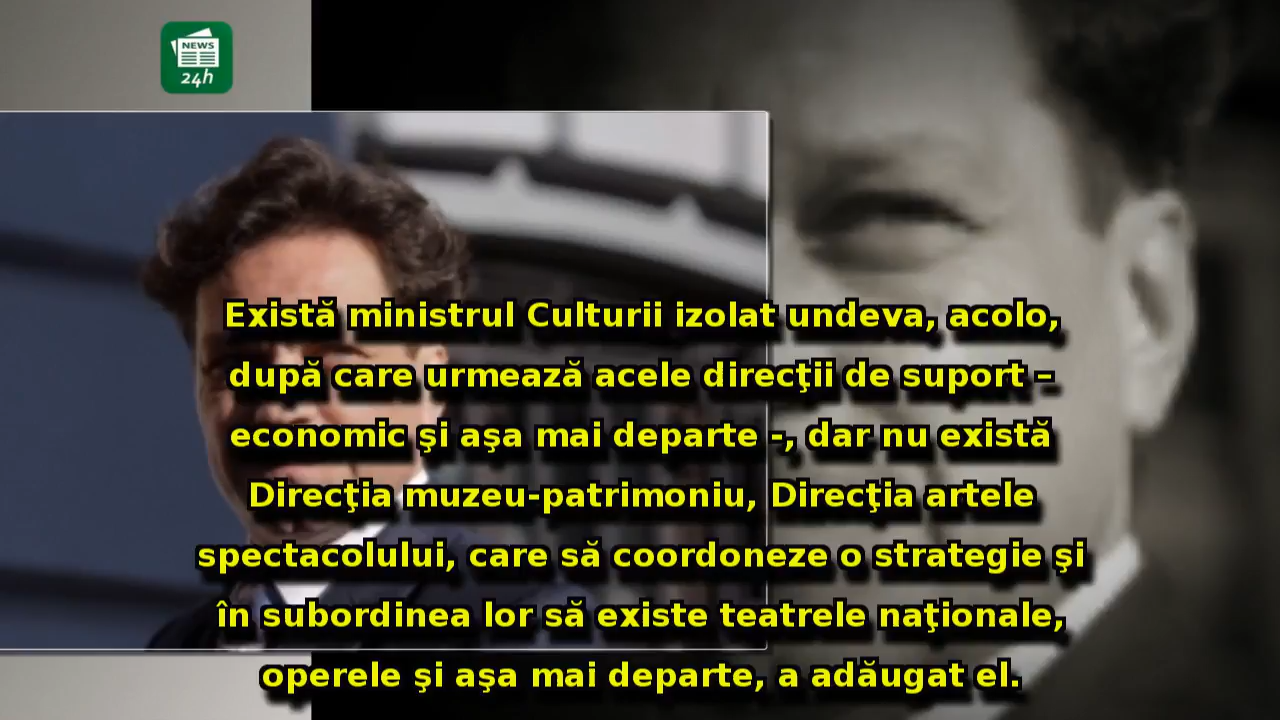 NEWS
24h
Există ministrul Culturii izolat undeva, acolo,
după care urmează acele direcţii de suport –
economic şi aşa mai departe -, dar nu există
Direcţia muzeu-patrimoniu, Direcţia artele
spectacolului, care să coordoneze o strategie şi
în subordinea lor să existe teatrele naţionale,
operele şi aşa mai departe, a adăugat el.